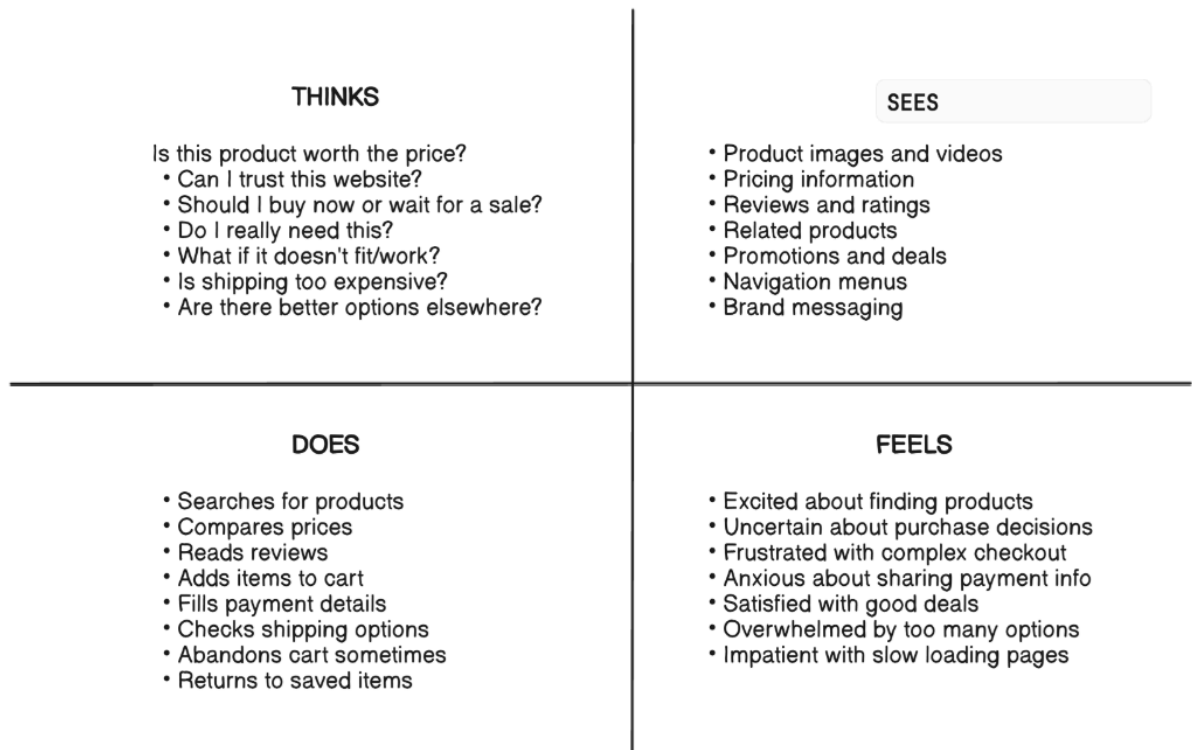 THINKS
Is this product worth the price?
• Can I trust this website?
• Should I buy now or wait for a sale?
• Do I really need this?
• What if it doesn't fit/work?
• Is shipping too expensive?
• Are there better options elsewhere?
SEES
• Product images and videos
• Pricing information
• Reviews and ratings
• Related products
• Promotions and deals
• Navigation menus
• Brand messaging
DOES
• Searches for products
• Compares prices
• Reads reviews
• Adds items to cart
• Fills payment details
• Checks shipping options
• Abandons cart sometimes
• Returns to saved items
FEELS
• Excited about finding products
• Uncertain about purchase decisions
• Frustrated with complex checkout
• Anxious about sharing payment info
• Satisfied with good deals
• Overwhelmed by too many options
• Impatient with slow loading pages